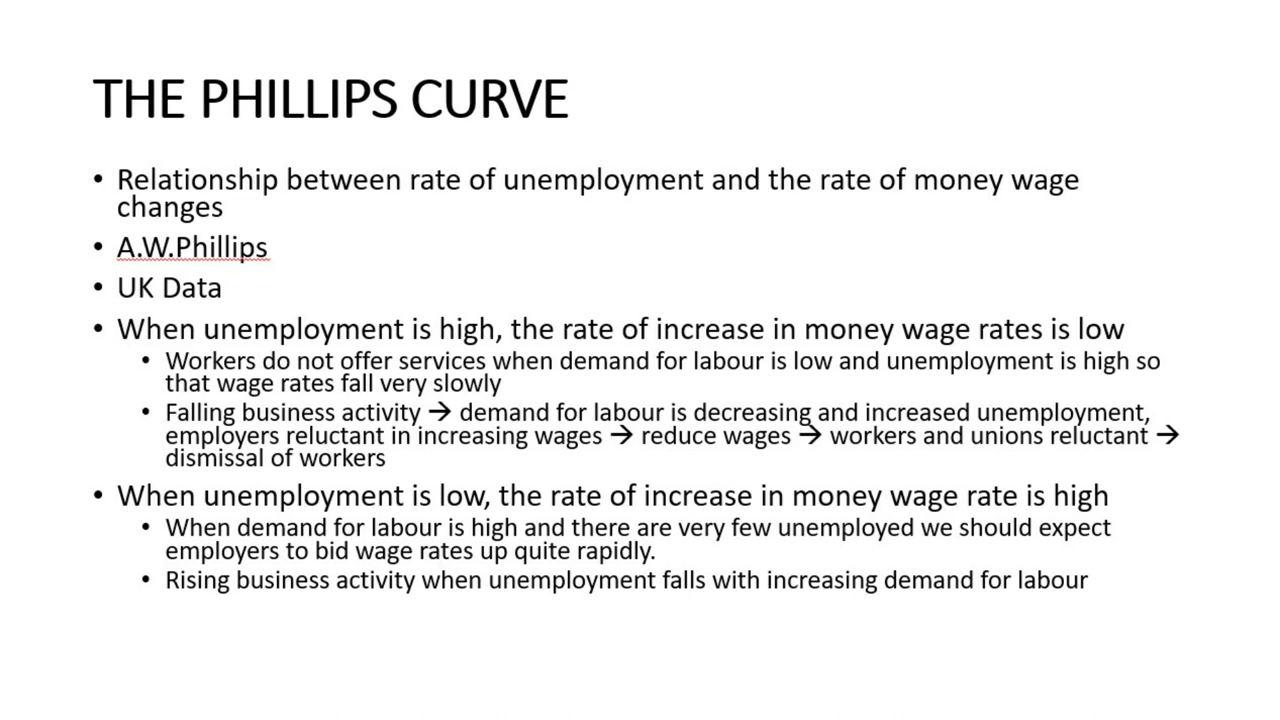 THE PHILLIPS CURVE
• Relationship between rate of unemployment and the rate of money wage
changes
• A.W.Phillips
• UK Data
• When unemployment is high, the rate of increase in money wage rates is low
• Workers do not offer services when demand for labour is low and unemployment is high so
that wage rates fall very slowly
• Falling business activity → demand for labour is decreasing and increased unemployment,
employers reluctant in increasing wages → reduce wages → workers and unions reluctant →
dismissal of workers
• When unemployment is low, the rate of increase in money wage rate is high
• When demand for labour is high and there are very few unemployed we should expect
employers to bid wage rates up quite rapidly.
• Rising business activity when unemployment falls with increasing demand for labour